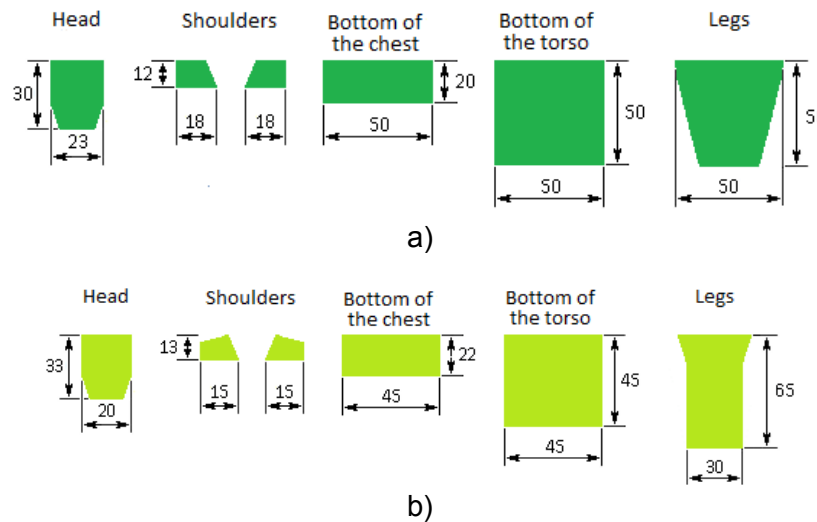 Head
Shoulders
Bottom of
the chest
Bottom
of the torso
Legs
30
23
12
18
18
20
50
50
50
5
50
a)
Head
Shoulders
Bottom of
the chest
Bottom of
the torso
Legs
33
20
13
15
15
22
45
45
45
65
30
b)